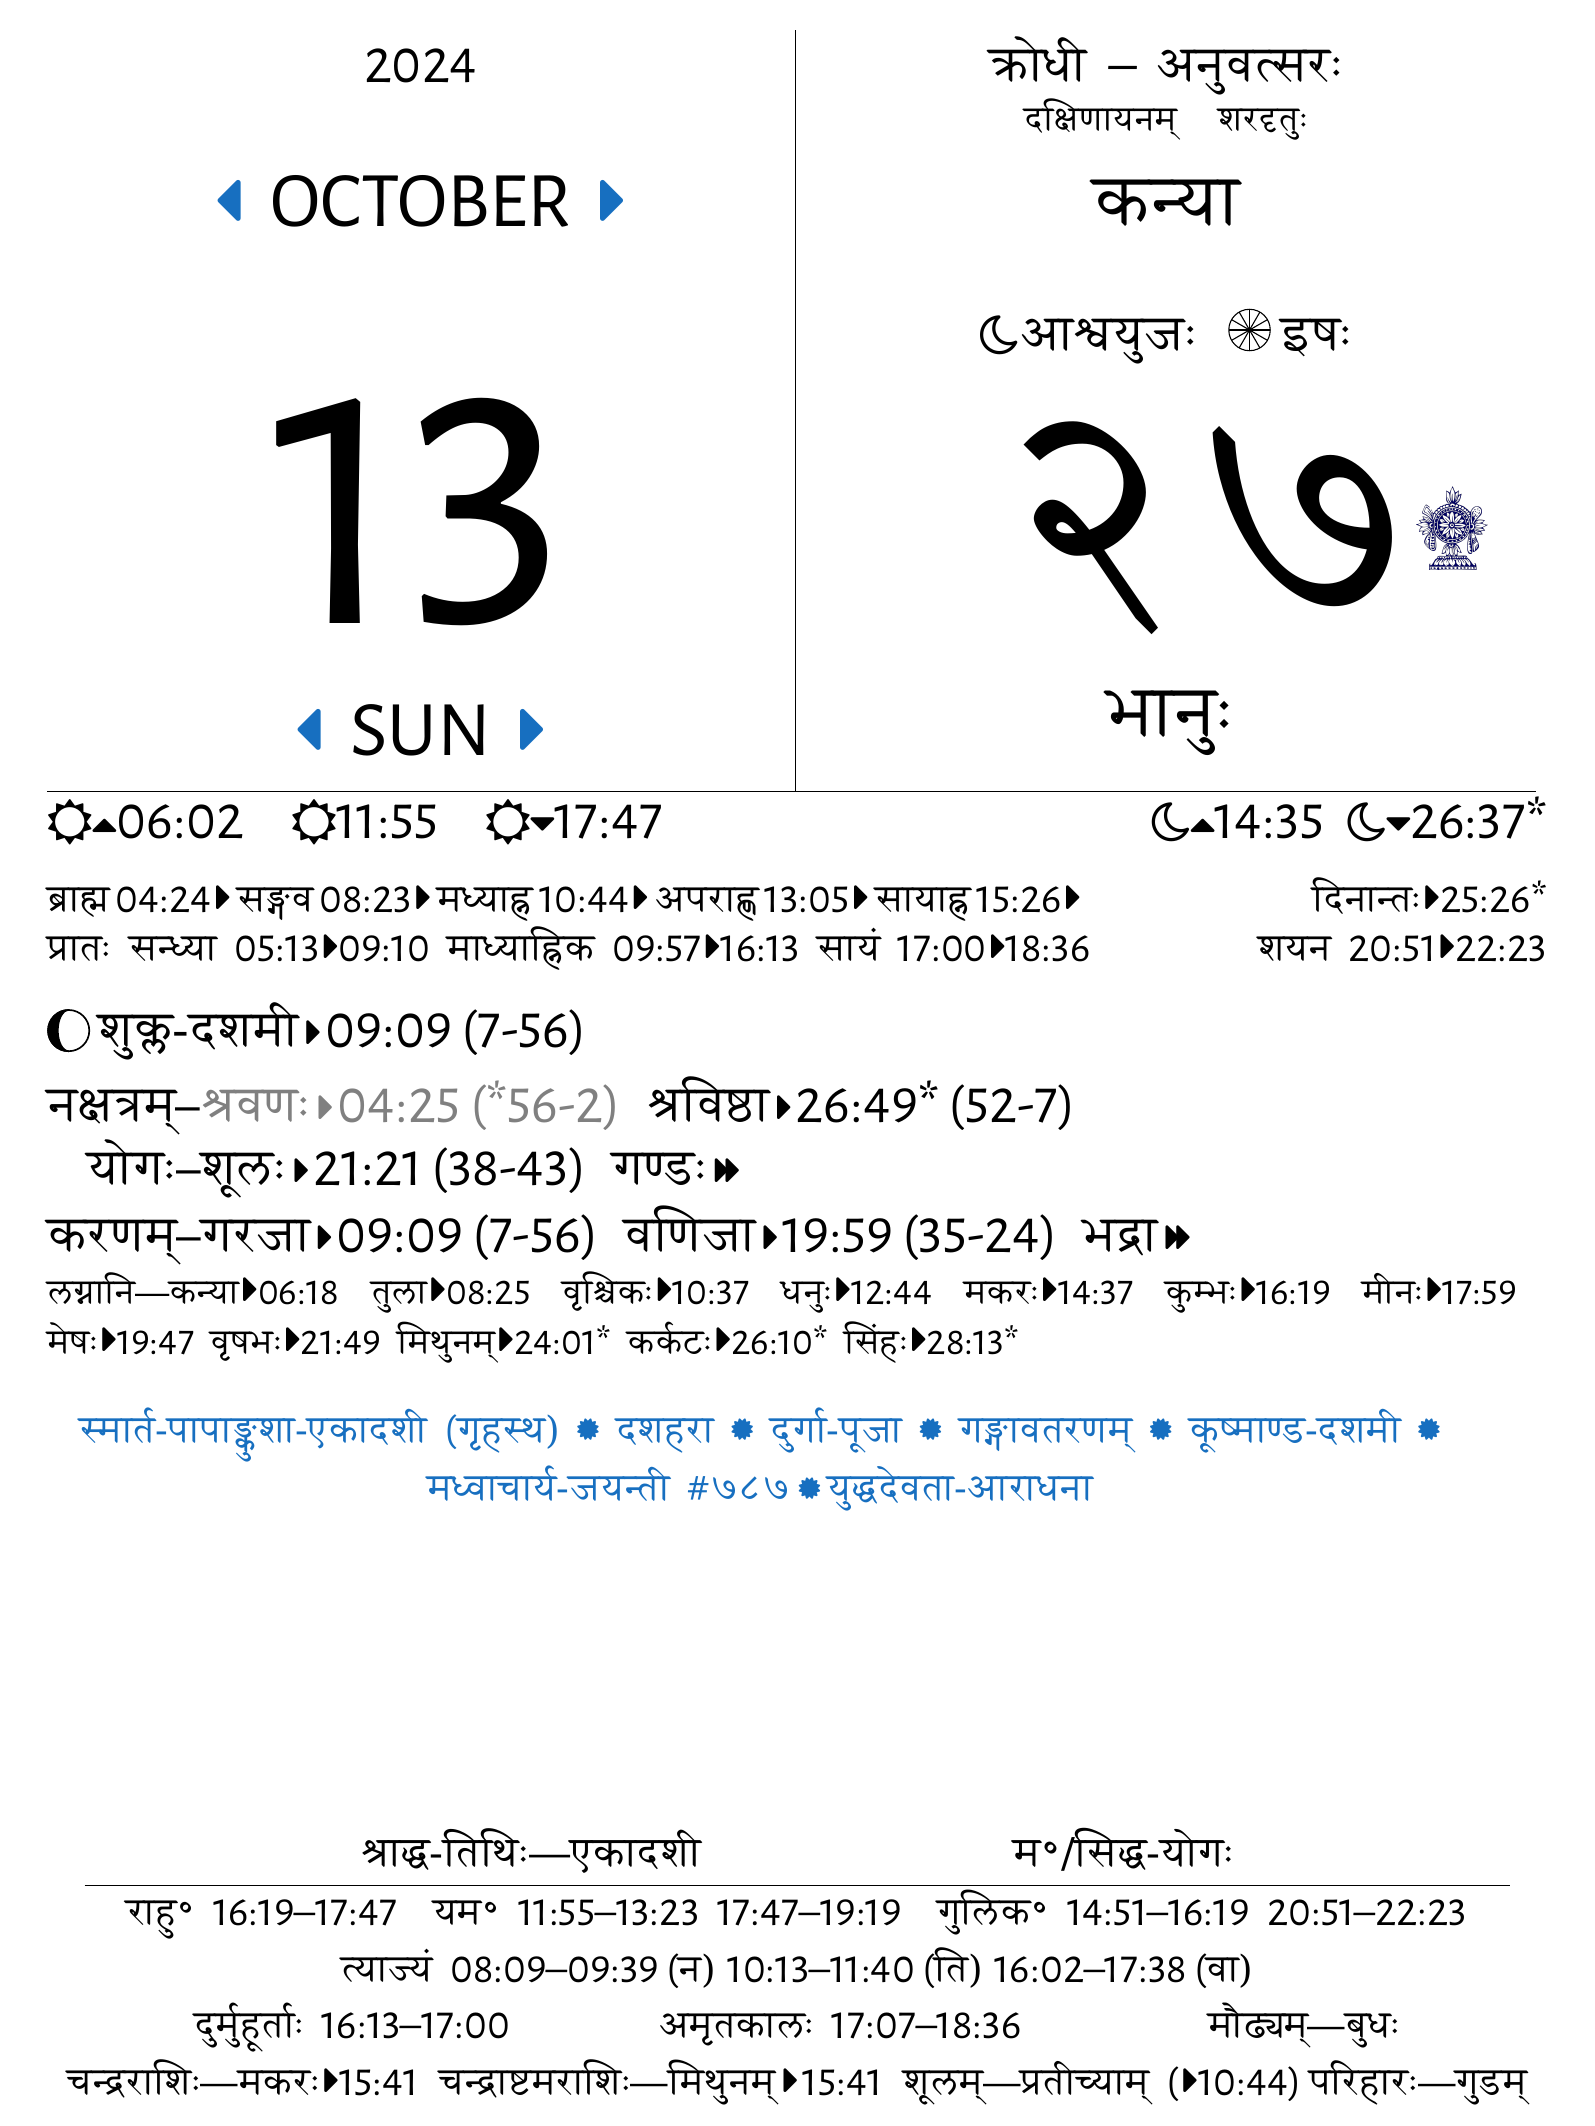 2024
OCTOBER
13
SUN
क्रोधी – अनुवत्सरः
दक्षिणायनम् शरदृतुः
कन्या
आश्वयुजः इषः
२७
भानुः
06:02 11:55 17:47 14:35 26:37*
ब्राह्म 04:24 सङ्गव 08:23 मध्याह्न 10:44 अपराह्ण 13:05 सायाह्न 15:26 दिनान्तः 25:26*
प्रातः सन्ध्या 05:13 09:10 माध्याह्निक 09:57 16:13 सायं 17:00 18:36 शयन 20:51 22:23
शुक्ल-दशमी 09:09 (7-56)
नक्षत्रम्–श्रवणः 04:25 (*56-2) श्रविष्ठा 26:49* (52-7)
योगः–शूलः 21:21 (38-43) गण्डः
करणम्–गरजा 09:09 (7-56) वणिजा 19:59 (35-24) भद्रा
लग्नानि—कन्या 06:18 तुला 08:25 वृश्चिकः 10:37 धनुः 12:44 मकरः 14:37 कुम्भः 16:19 मीनः 17:59
मेषः 19:47 वृषभः 21:49 मिथुनम् 24:01* कर्कटः 26:10* सिंहः 28:13*
स्मार्त-पापाङ्कुशा-एकादशी (गृहस्थ) ✹ दशहरा ✹ दुर्गा-पूजा ✹ गङ्गावतरणम् ✹ कूष्माण्ड-दशमी ✹
मध्वाचार्य-जयन्ती #७८७ ✹ युद्धदेवता-आराधना
श्राद्ध-तिथिः—एकादशी म°/सिद्ध-योगः
राहु° 16:19–17:47 यम° 11:55–13:23 17:47–19:19 गुलिक° 14:51–16:19 20:51–22:23
त्याज्यं 08:09–09:39 (न) 10:13–11:40 (ति) 16:02–17:38 (वा)
दुर्मुहूर्ताः 16:13–17:00 अमृतकालः 17:07–18:36 मौढ्यम्—बुधः
चन्द्रराशिः—मकरः 15:41 चन्द्राष्टमराशिः—मिथुनम् 15:41 शूलम्—प्रतीच्याम् ( 10:44) परिहारः—गुडम्